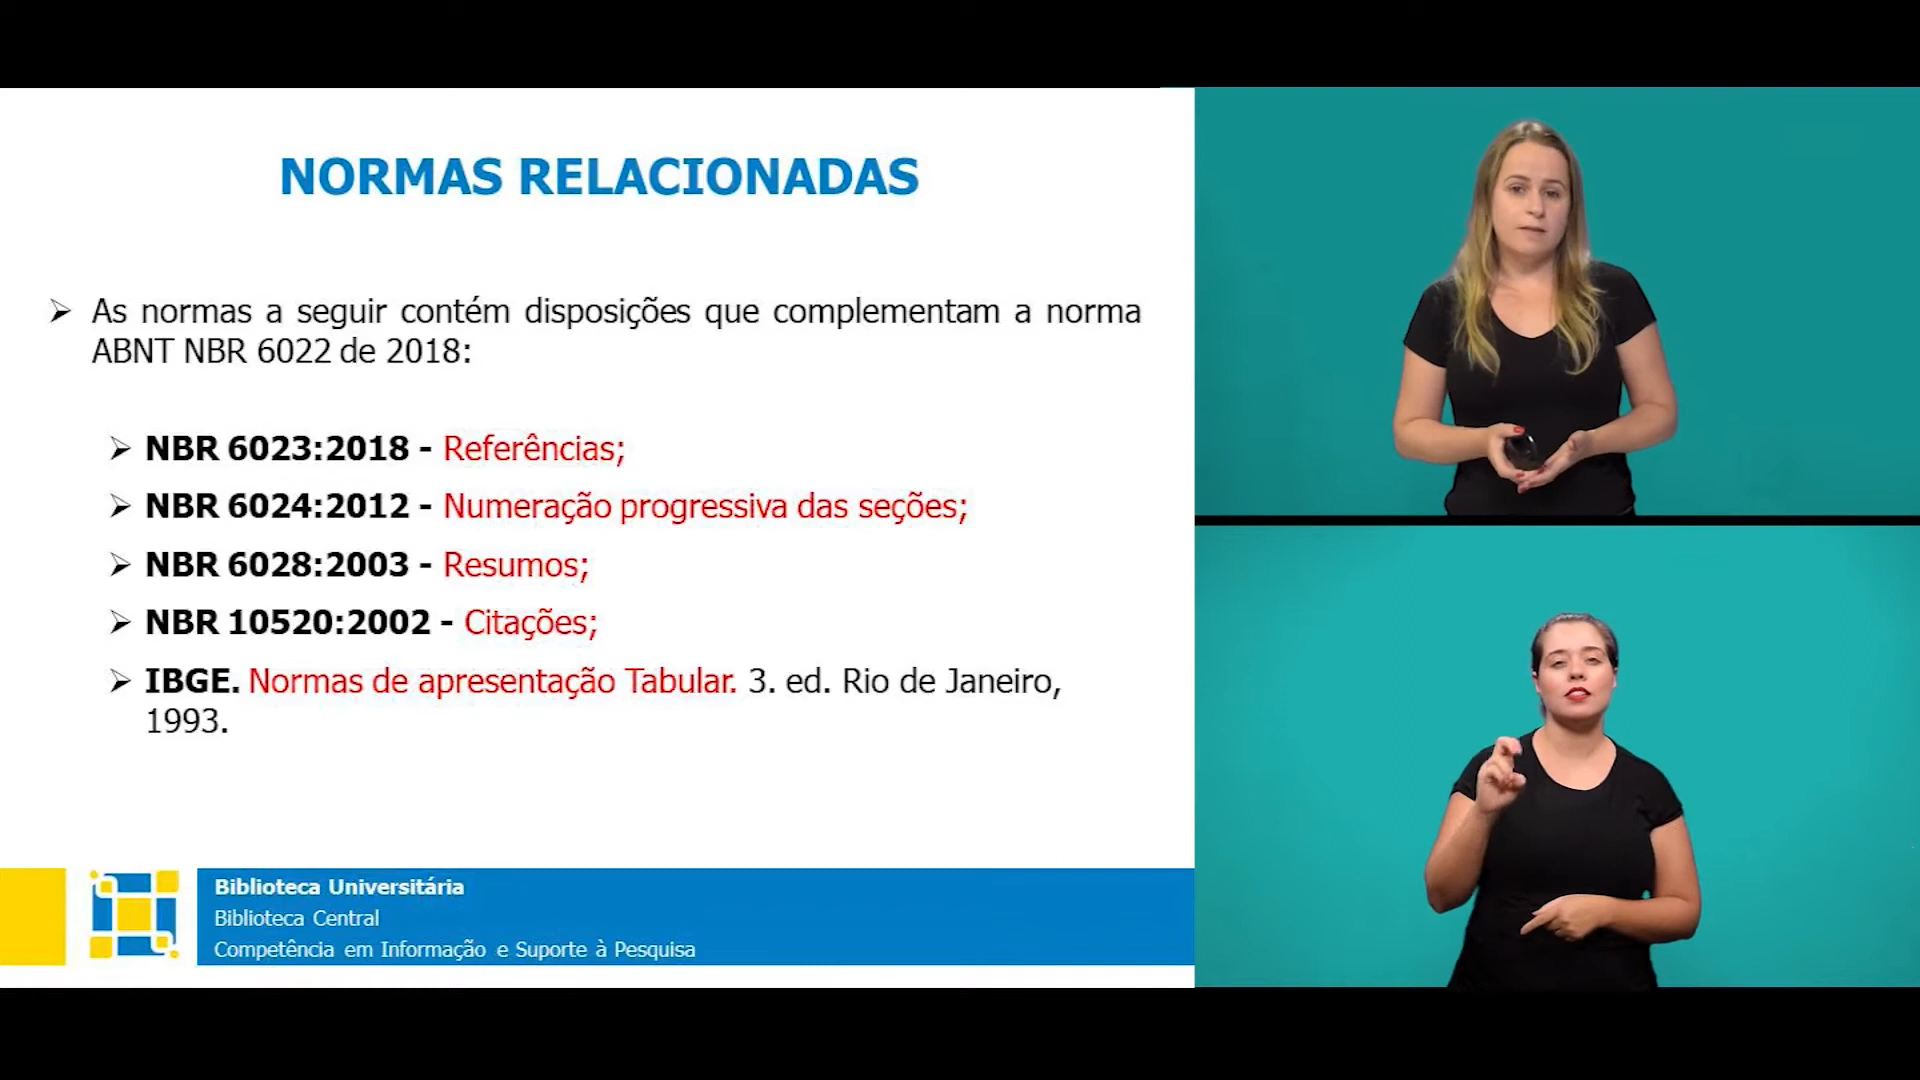 NORMAS RELACIONADAS
As normas a seguir contém disposições que complementam a norma
ABNT NBR 6022 de 2018:
NBR 6023:2018 - Referências;
NBR 6024:2012 - Numeração progressiva das seções;
NBR 6028:2003 - Resumos;
NBR 10520:2002 - Citações;
IBGE. Normas de apresentação Tabular. 3. ed. Rio de Janeiro,
1993.
Biblioteca Universitária
Biblioteca Central
Competência em Informação e Suporte à Pesquisa